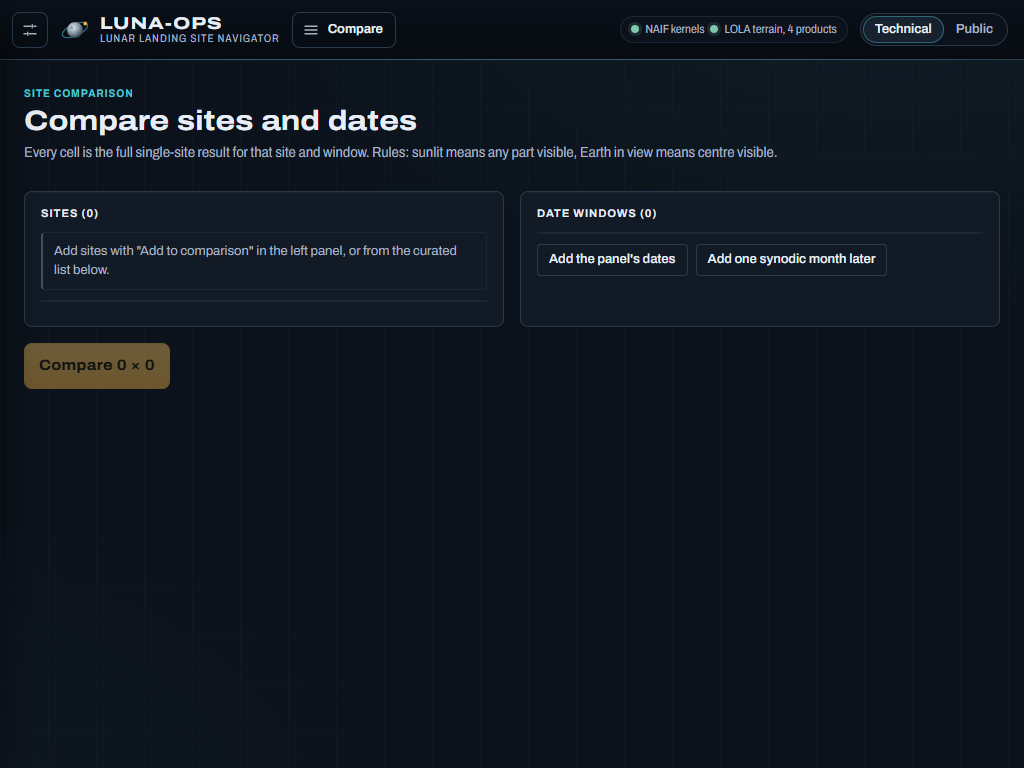 LUNA-OPS
LUNAR LANDING SITE NAVIGATOR
Compare
NAIF kernels
LOLA terrain, 4 products
Technical
Public
SITE COMPARISON
Compare sites and dates
Every cell is the full single-site result for that site and window. Rules: sunlit means any part visible, Earth in view means centre visible.
SITES (0)
Add sites with "Add to comparison" in the left panel, or from the curated
list below.
DATE WINDOWS (0)
Add the panel's dates
Add one synodic month later
Compare 0 × 0